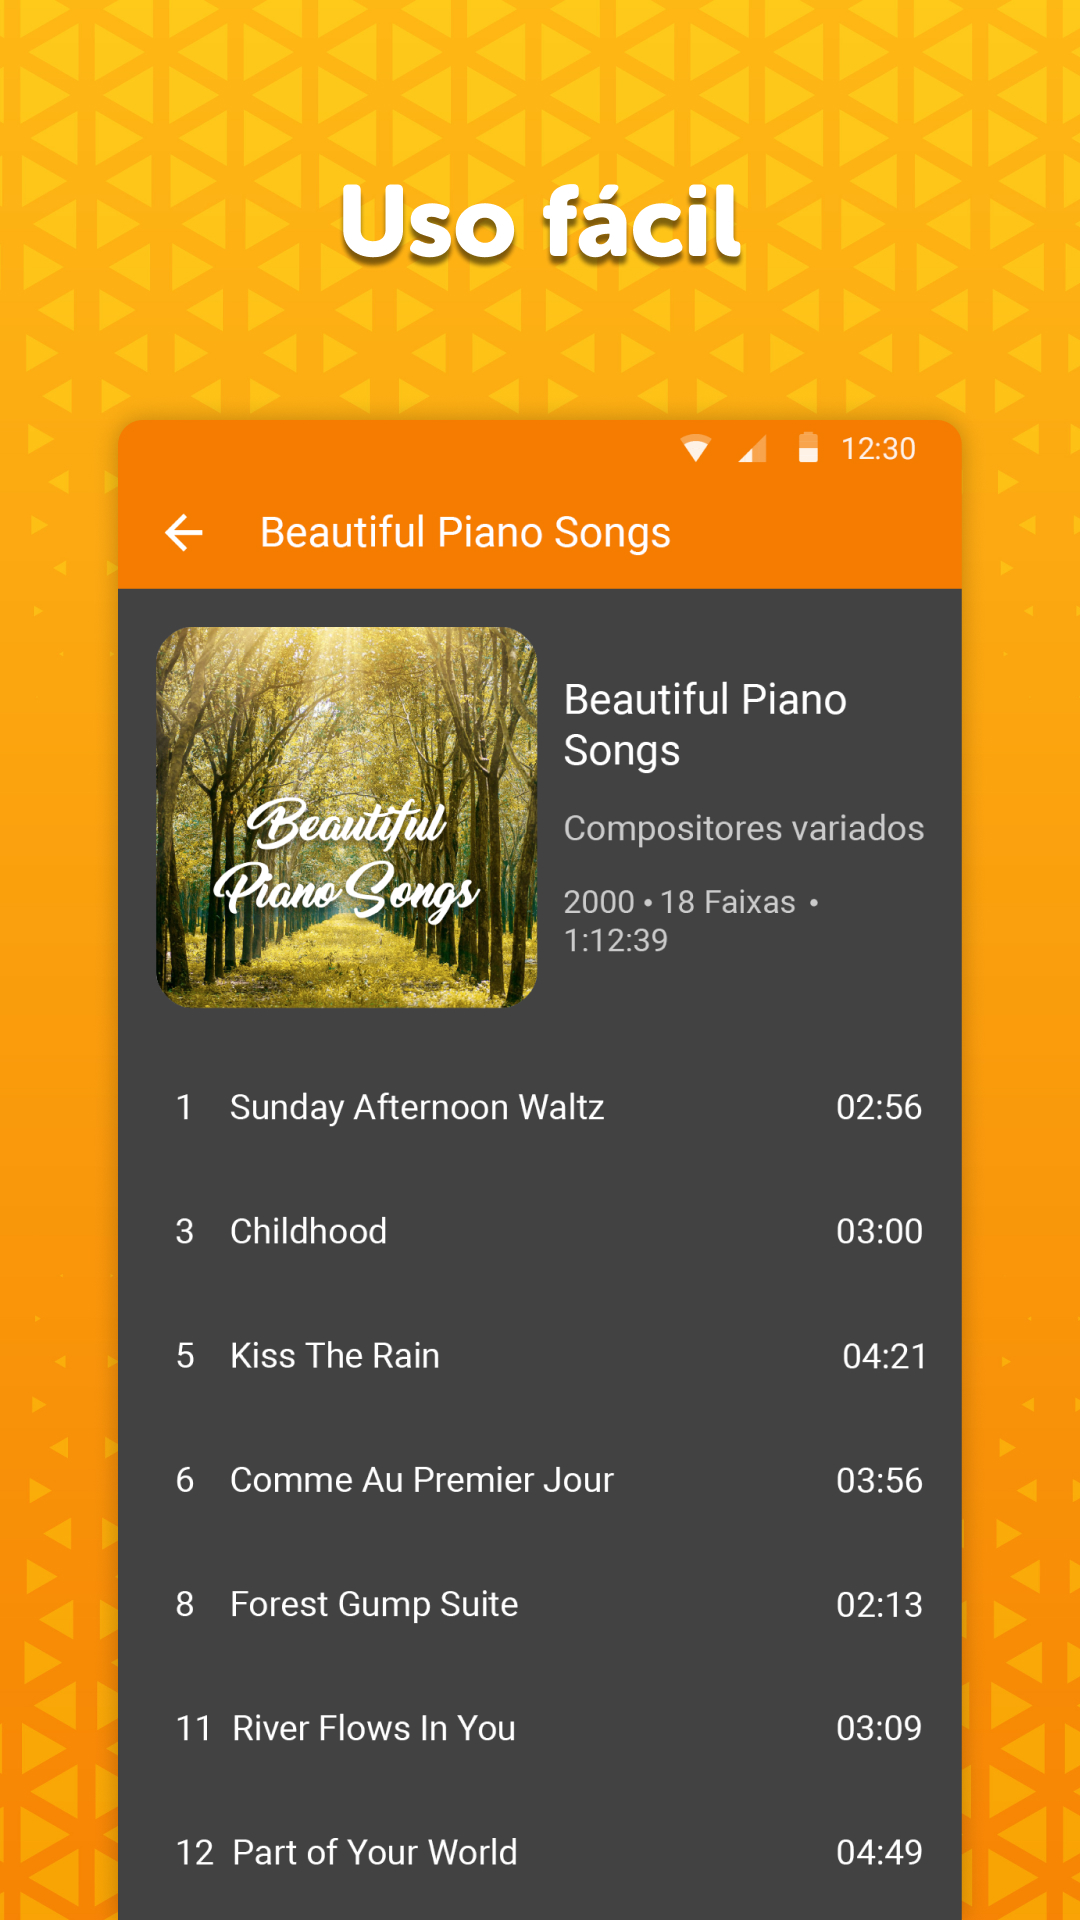 Uso fácil
12:30
Beautiful Piano Songs
Beautiful
Piano Songs
Beautiful Piano
Songs
Compositores variados
2000 • 18 Faixas •
1:12:39
1 Sunday Afternoon Waltz 02:56
3 Childhood 03:00
5 Kiss The Rain 04:21
6 Comme Au Premier Jour 03:56
8 Forest Gump Suite 02:13
11 River Flows In You 03:09
12 Part of Your World 04:49